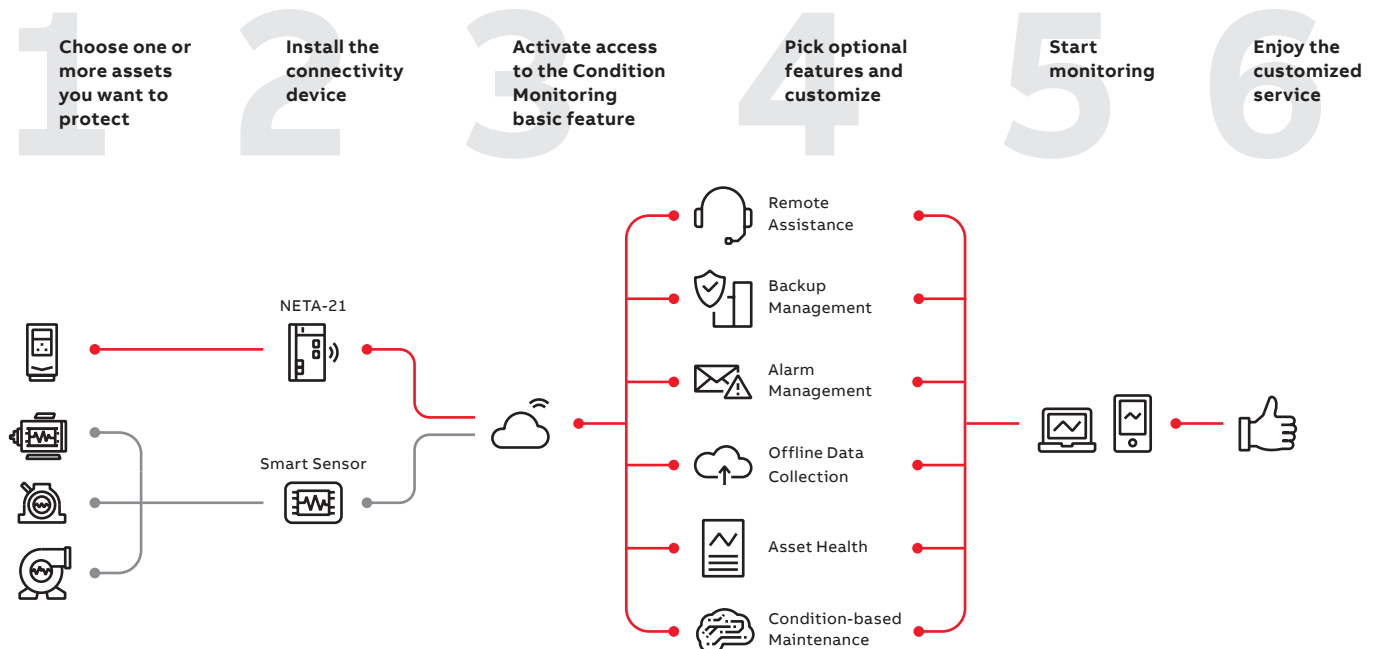 1
Choose one or
more assets
you want to
protect
2
Install the
connectivity
device
3
Activate access
to the Condition
Monitoring
basic feature
4
Pick optional
features and
customize
5
Start
monitoring
6
Enjoy the
customized
service
NETA-21
Smart Sensor
Remote
Assistance
Backup
Management
Alarm
Management
Offline Data
Collection
Asset Health
Condition-based
Maintenance